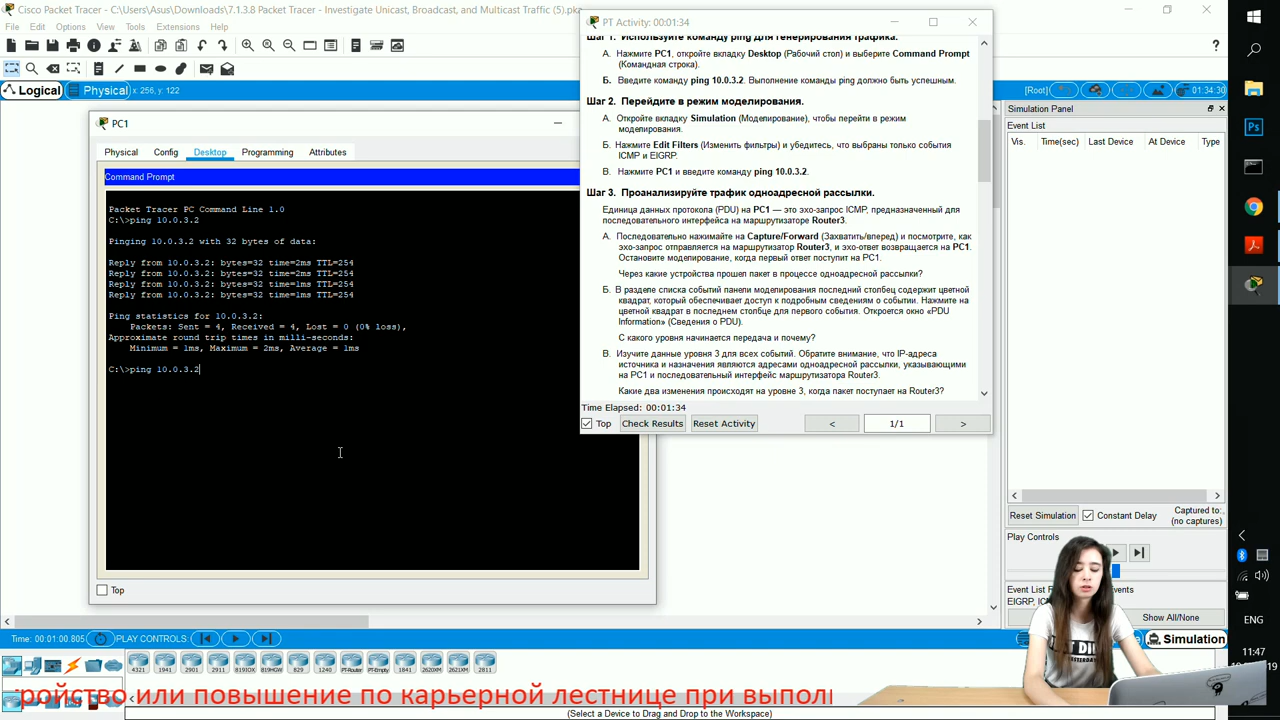 Cisco Packet Tracer - C:\Users\Asus\Downloads\7.1.3.8 Packet Tracer - Investigate Unicast, Broadcast, and Multicast Traffic (5).pka
File Edit Options View Tools Extensions Help
Logical Physical x: 256, y: 122
[Root] 01:34:30
PC1
Physical Config Desktop Programming Attributes
Command Prompt
Packet Tracer PC Command Line 1.0
C:\>ping 10.0.3.2
Pinging 10.0.3.2 with 32 bytes of data:
Reply from 10.0.3.2: bytes=32 time=2ms TTL=254
Reply from 10.0.3.2: bytes=32 time=2ms TTL=254
Reply from 10.0.3.2: bytes=32 time=1ms TTL=254
Reply from 10.0.3.2: bytes=32 time=1ms TTL=254
Ping statistics for 10.0.3.2:
Packets: Sent = 4, Received = 4, Lost = 0 (0% loss),
Approximate round trip times in milli-seconds:
Minimum = 1ms, Maximum = 2ms, Average = 1ms
C:\>ping 10.0.3.2
Top
PT Activity: 00:01:34
Шаг 1. Используйте команду ping для генерирования трафика.
А. Нажмите PC1, откройте вкладку Desktop (Рабочий стол) и выберите Command Prompt
(Командная строка).
Б. Введите команду ping 10.0.3.2. Выполнение команды ping должно быть успешным.
Шаг 2. Перейдите в режим моделирования.
А. Откройте вкладку Simulation (Моделирование), чтобы перейти в режим
моделирования.
Б. Нажмите Edit Filters (Изменить фильтры) и убедитесь, что выбраны только события
ICMP и EIGRP.
В. Нажмите PC1 и введите команду ping 10.0.3.2.
Шаг 3. Проанализируйте трафик одноадресной рассылки.
Единица данных протокола (PDU) на PC1 — это эхо-запрос ICMP, предназначенный для
последовательного интерфейса на маршрутизаторе Router3.
А. Последовательно нажимайте на Capture/Forward (Захватить/вперед) и посмотрите, как
эхо-запрос отправляется на маршрутизатор Router3, и эхо-ответ возвращается на PC1.
Остановите моделирование, когда первый ответ поступит на PC1.
Через какие устройства прошел пакет в процессе одноадресной рассылки?
Б. В разделе списка событий панели моделирования последний столбец содержит цветной
квадрат, который обеспечивает доступ к подробным сведениям о событии. Нажмите на
цветной квадрат в последнем столбце для первого события. Откроется окно «PDU
Information» (Сведения о PDU).
С какого уровня начинается передача и почему?
В. Изучите данные уровня 3 для всех событий. Обратите внимание, что IP-адреса
источника и назначения являются адресами одноадресной рассылки, указывающими
на PC1 и последовательный интерфейс маршрутизатора Router3.
Какие два изменения происходят на уровне 3, когда пакет поступает на Router3?
Time Elapsed: 00:01:34
Top Check Results Reset Activity < 1/1 >
Simulation Panel
Event List
Vis. Time(sec) Last Device At Device Type
Reset Simulation Constant Delay Captured to:
(no captures)
Play Controls
Show All/None
Time: 00:01:00.805 PLAY CONTROLS:
Simulation
4321 1941 2901 2911 819IOX 819HGW 829 1240 PT-Router PT-Empty 1841 2620XM 2621XM 2811
ройство или повышение по карьерной лестнице при выпол
(Select a Device to Drag and Drop to the Workspace)
Ps
ENG
11:47